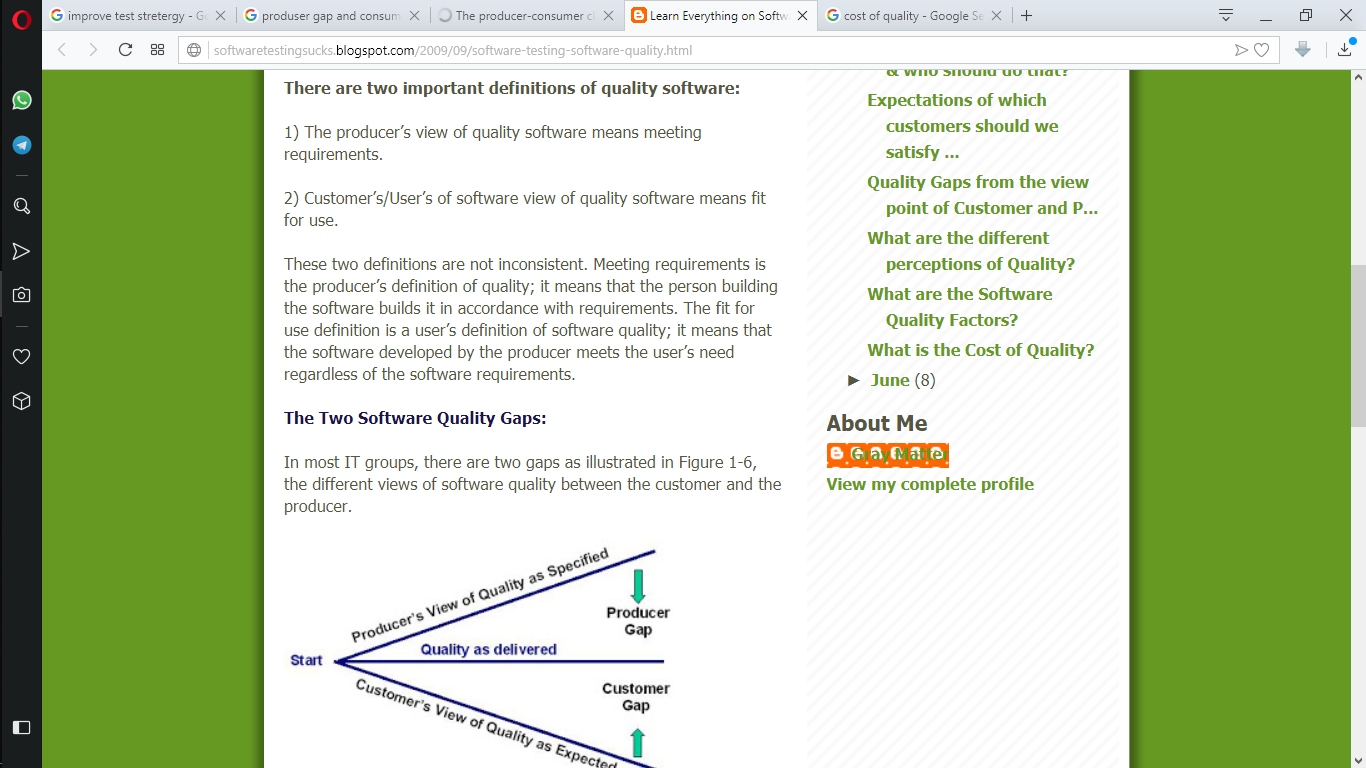 improve test stretergy - Go
produser gap and consum
The producer-consumer c
Learn Everything on Softw
cost of quality - Google Se
softwaretestingsucks.blogspot.com/2009/09/software-testing-software-quality.html
There are two important definitions of quality software:
1) The producer’s view of quality software means meeting
requirements.
2) Customer’s/User’s of software view of quality software means fit
for use.
These two definitions are not inconsistent. Meeting requirements is
the producer’s definition of quality; it means that the person building
the software builds it in accordance with requirements. The fit for
use definition is a user’s definition of software quality; it means that
the software developed by the producer meets the user’s need
regardless of the software requirements.
The Two Software Quality Gaps:
In most IT groups, there are two gaps as illustrated in Figure 1-6,
the different views of software quality between the customer and the
producer.
Producer's View of Quality as Specified
Producer
Gap
Start
Quality as delivered
Customer
Gap
Customer's View of Quality as Expected
& who should do that?
Expectations of which
customers should we
satisfy ...
Quality Gaps from the view
point of Customer and P...
What are the different
perceptions of Quality?
What are the Software
Quality Factors?
What is the Cost of Quality?
► June (8)
About Me
Gray Matter
View my complete profile